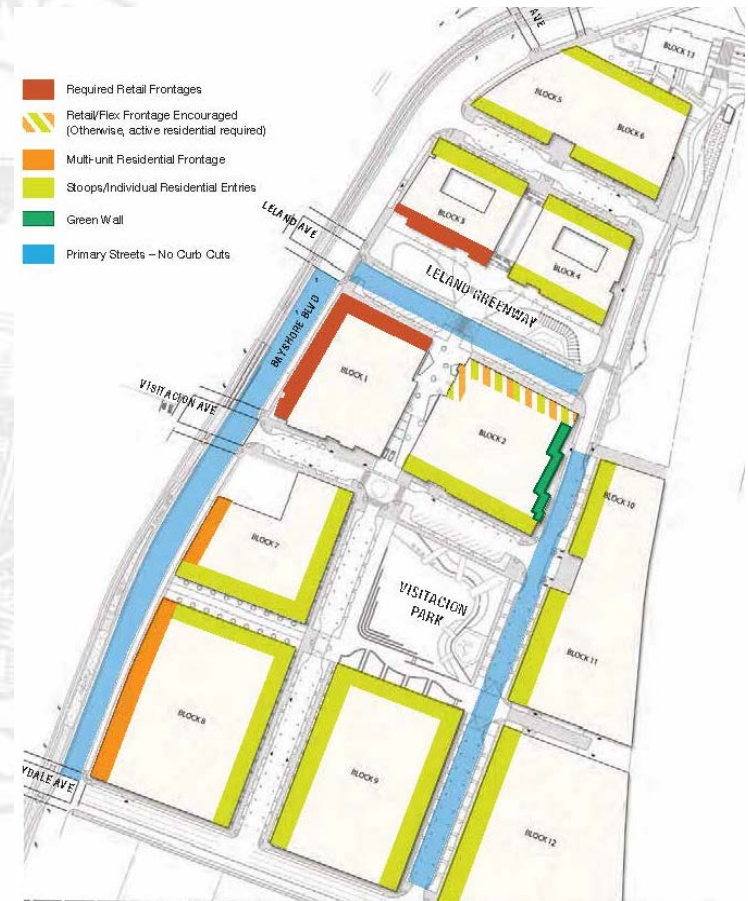 AVE
BLOCK 13
BLOCK 5
BLOCK 6
Required Retail Frontages
Retail/Flex Frontage Encouraged
(Otherwise, active residential required)
Multi-unit Residential Frontage
Stoops/Individual Residential Entries
Green Wall
Primary Streets – No Curb Cuts
LELAND AVE
BLOCK 3
BLOCK 4
LELAND GREENWAY
BAYSHORE BLVD
BLOCK 1
VISITACION AVE
BLOCK 2
BLOCK 10
BLOCK 7
VISITACION
PARK
BLOCK 11
BLOCK 8
BLOCK 9
YDALE AVE
BLOCK 12